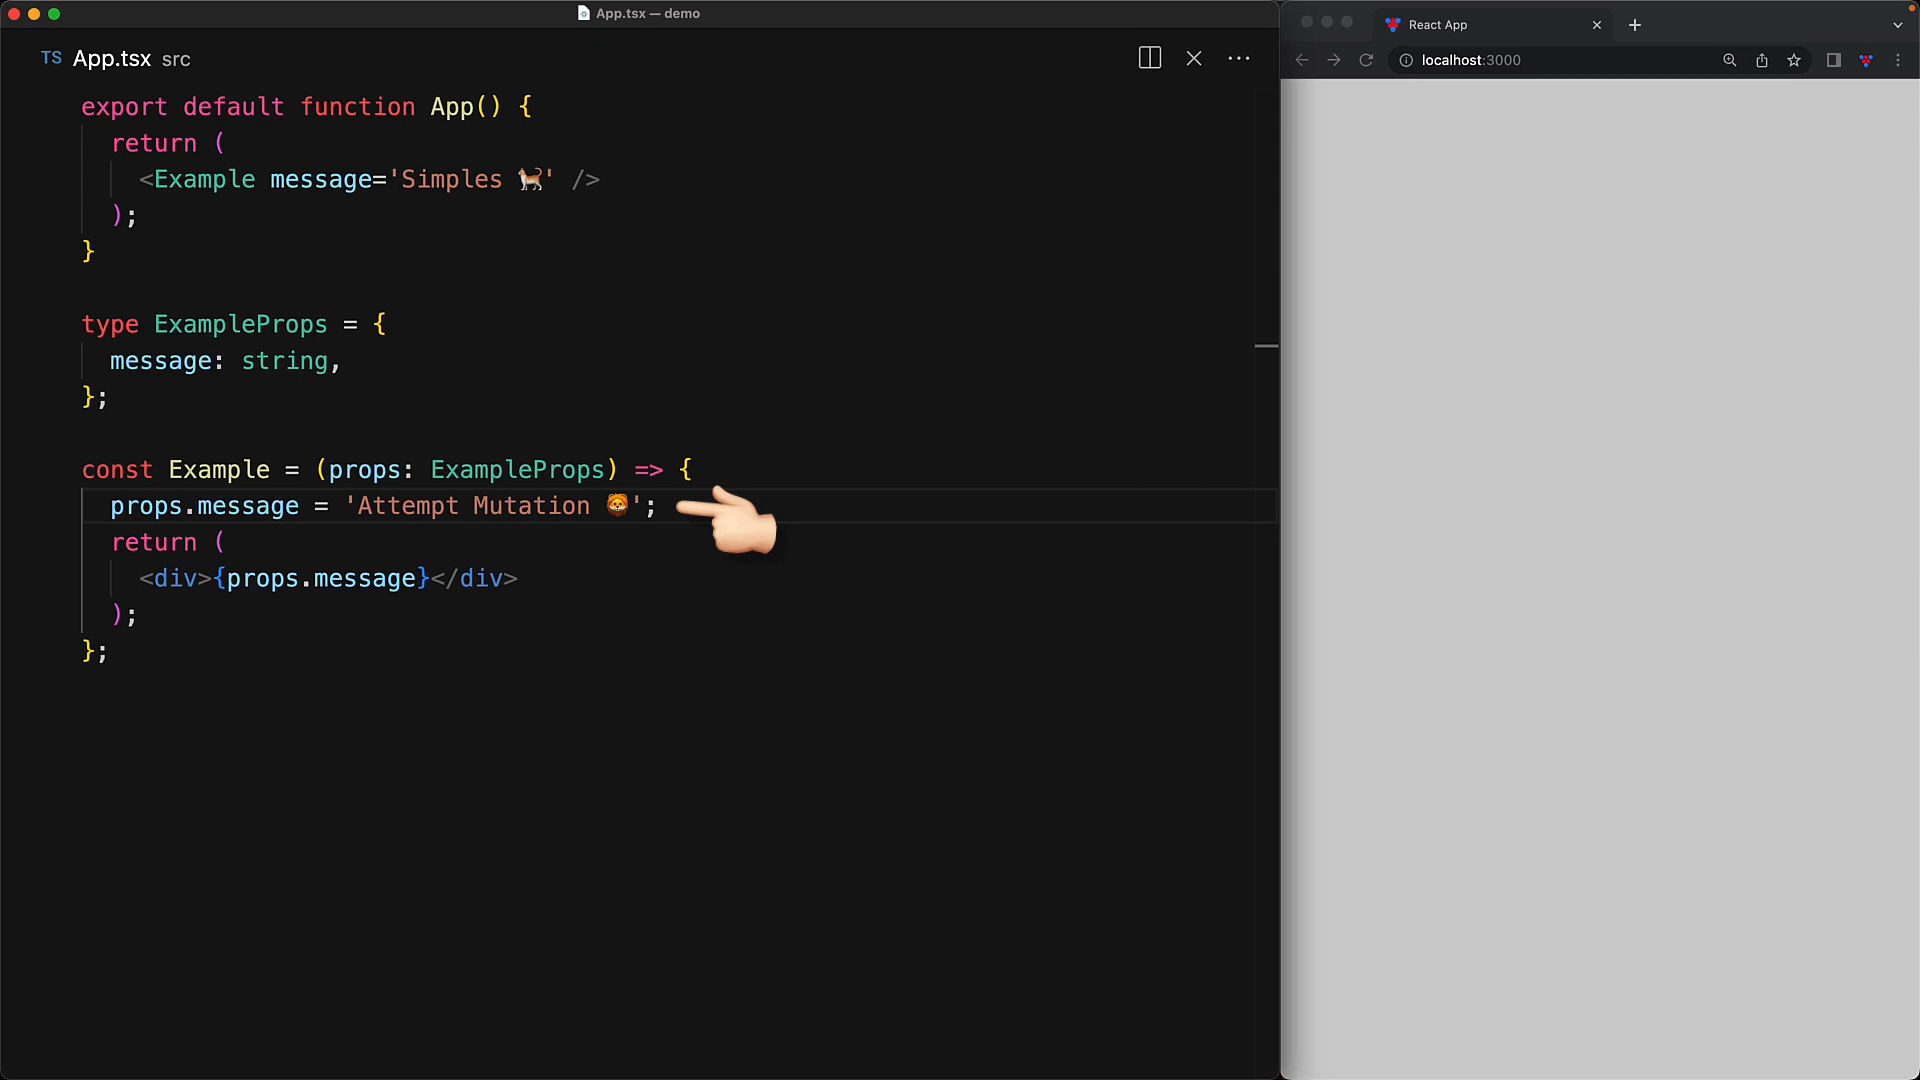 App.tsx — demo
TS App.tsx src
export default function App() {
return (
<Example message='Simples 🐈' />
);
}
type ExampleProps = {
message: string,
};
const Example = (props: ExampleProps) => {
props.message = 'Attempt Mutation 🦁';
return (
<div>{props.message}</div>
);
};
React App
localhost:3000